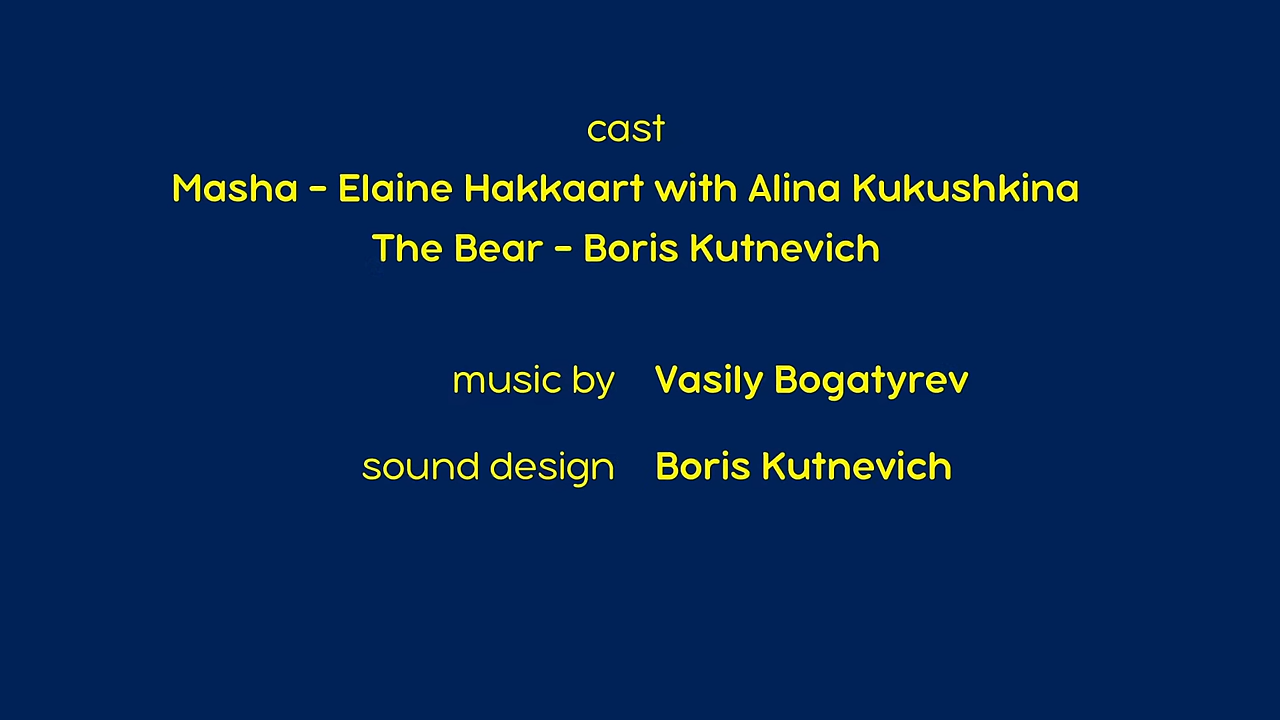 cast
Masha - Elaine Hakkaart with Alina Kukushkina
The Bear - Boris Kutnevich
music by Vasily Bogatyrev
sound design Boris Kutnevich